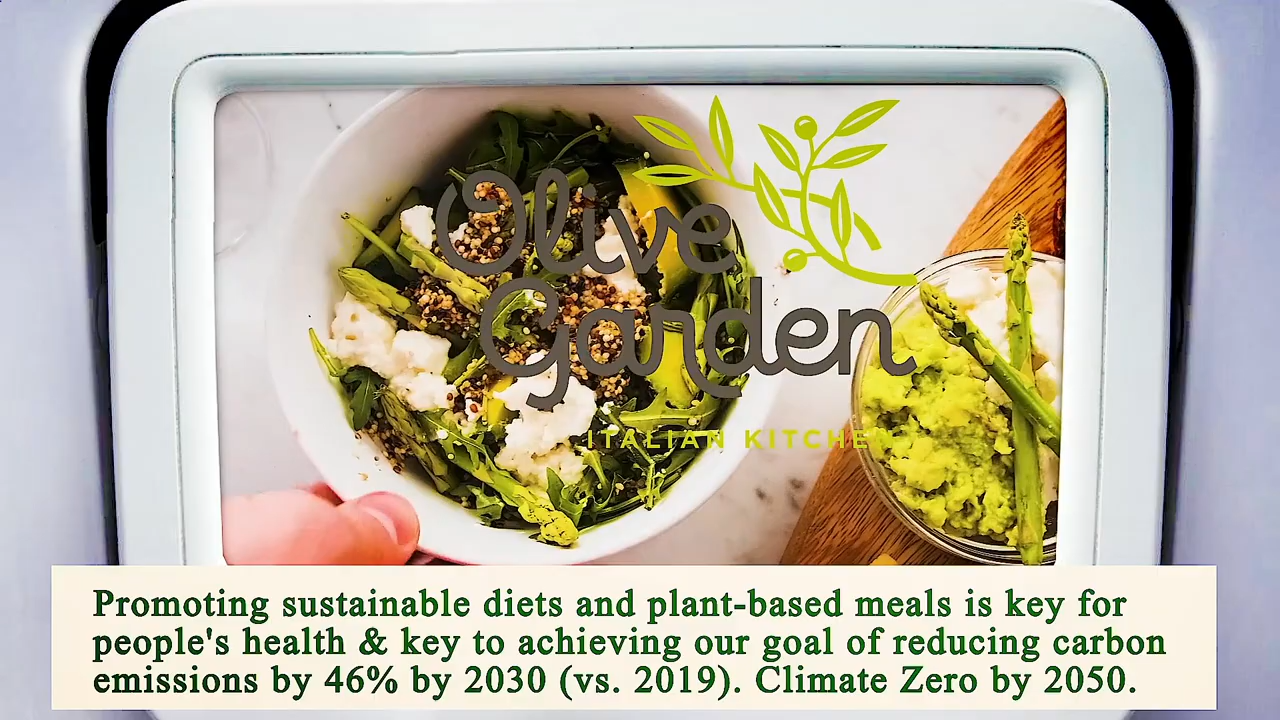 Olive
Garden
ITALIAN KITCHEN
Promoting sustainable diets and plant-based meals is key for
people's health & key to achieving our goal of reducing carbon
emissions by 46% by 2030 (vs. 2019). Climate Zero by 2050.